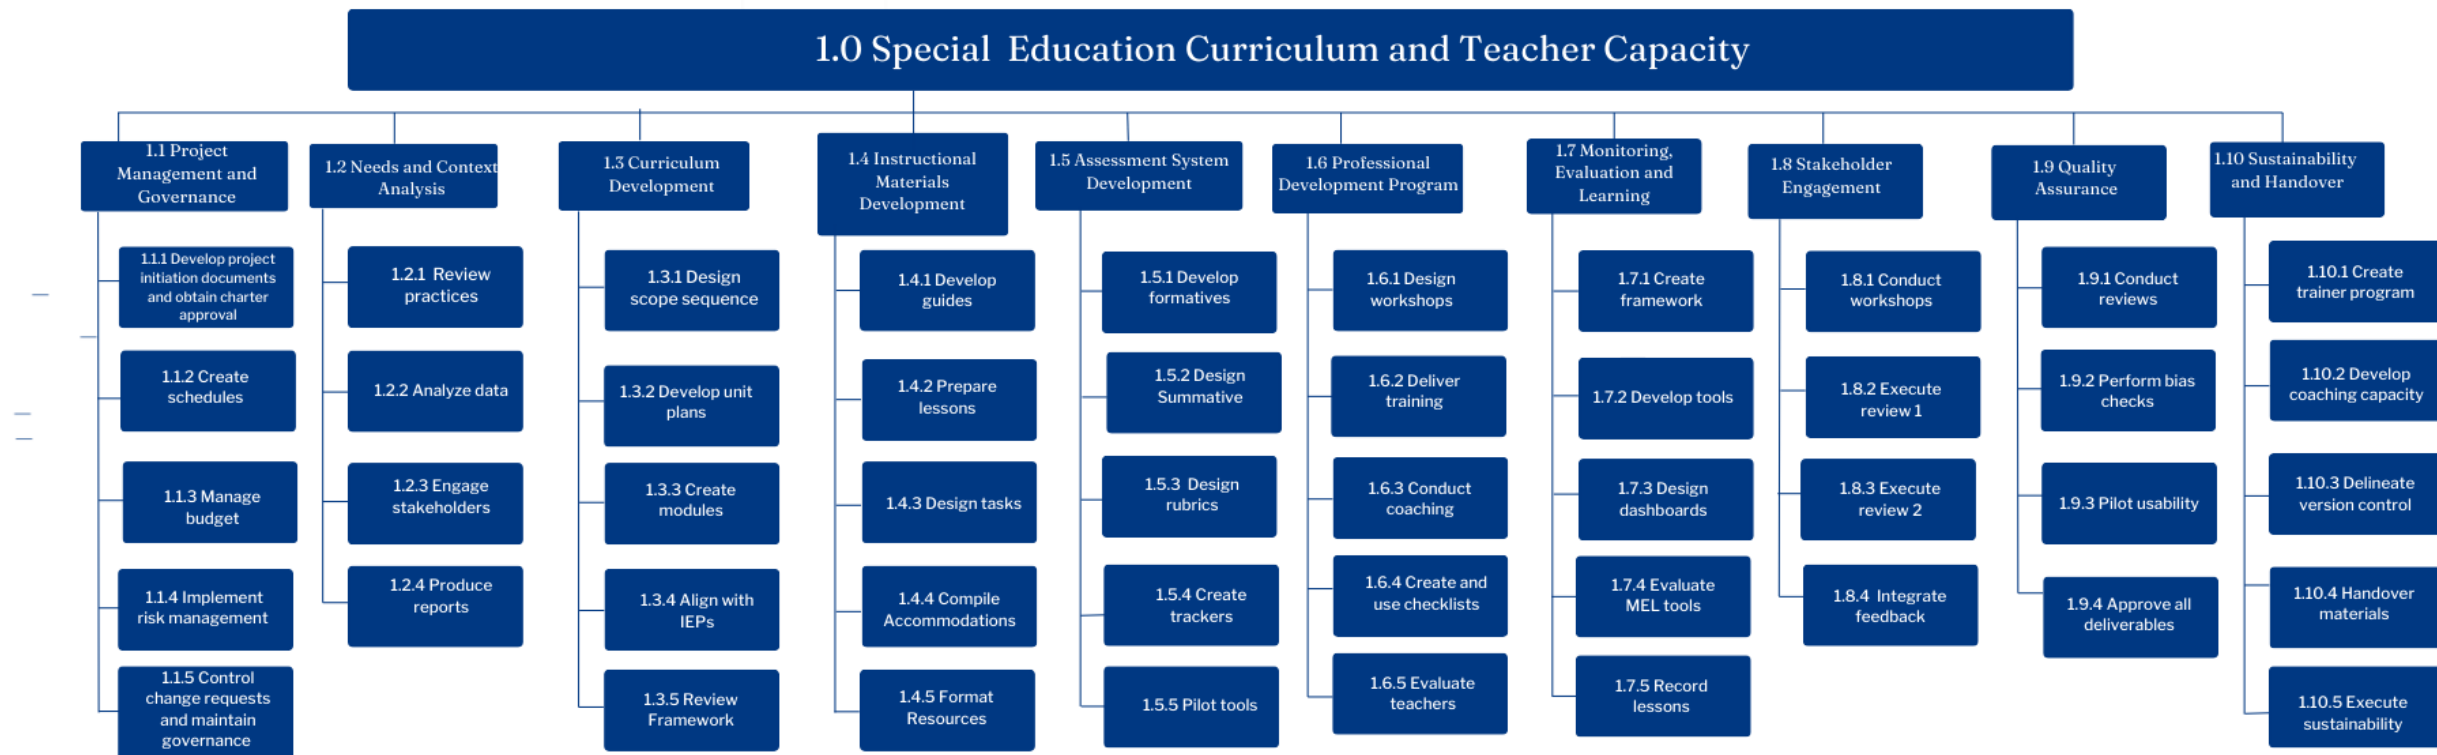 1.0 Special Education Curriculum and Teacher Capacity
1.1 Project
Management and
Governance
1.1.1 Develop project
initiation documents
and obtain charter
approval
1.1.2 Create
schedules
1.1.3 Manage
budget
1.1.4 Implement
risk management
1.1.5 Control
change requests
and maintain
governance
1.2 Needs and Context
Analysis
1.2.1 Review
practices
1.2.2 Analyze data
1.2.3 Engage
stakeholders
1.2.4 Produce
reports
1.3 Curriculum
Development
1.3.1 Design
scope sequence
1.3.2 Develop unit
plans
1.3.3 Create
modules
1.3.4 Align with
IEPs
1.3.5 Review
Framework
1.4 Instructional
Materials
Development
1.4.1 Develop
guides
1.4.2 Prepare
lessons
1.4.3 Design tasks
1.4.4 Compile
Accommodations
1.4.5 Format
Resources
1.5 Assessment System
Development
1.5.1 Develop
formatives
1.5.2 Design
Summative
1.5.3 Design
rubrics
1.5.4 Create
trackers
1.5.5 Pilot tools
1.6 Professional
Development Program
1.6.1 Design
workshops
1.6.2 Deliver
training
1.6.3 Conduct
coaching
1.6.4 Create and
use checklists
1.6.5 Evaluate
teachers
1.7 Monitoring,
Evaluation and
Learning
1.7.1 Create
framework
1.7.2 Develop tools
1.7.3 Design
dashboards
1.7.4 Evaluate
MEL tools
1.7.5 Record
lessons
1.8 Stakeholder
Engagement
1.8.1 Conduct
workshops
1.8.2 Execute
review 1
1.8.3 Execute
review 2
1.8.4 Integrate
feedback
1.9 Quality
Assurance
1.9.1 Conduct
reviews
1.9.2 Perform bias
checks
1.9.3 Pilot usability
1.9.4 Approve all
deliverables
1.10 Sustainability
and Handover
1.10.1 Create
trainer program
1.10.2 Develop
coaching capacity
1.10.3 Delineate
version control
1.10.4 Handover
materials
1.10.5 Execute
sustainability